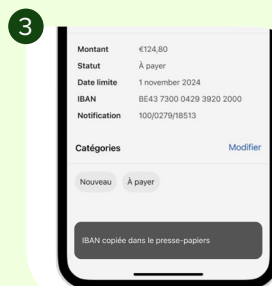 3
Montant €124,80
Statut À payer
Date limite 1 november 2024
IBAN BE43 7300 0429 3920 2000
Notification 100/0279/18513
Catégories Modifier
Nouveau À payer
IBAN copiée dans le presse-papiers